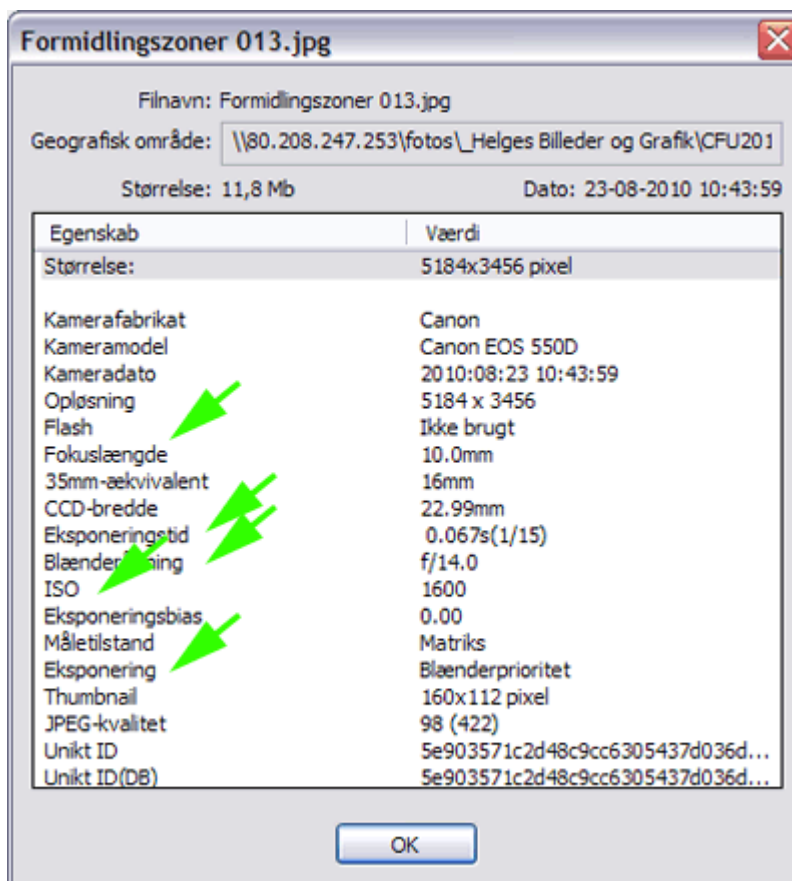 Formidlingszoner 013.jpg
Filnavn: Formidlingszoner 013.jpg
Geografisk område: \\80.208.247.253\fotos\_Helges Billeder og Grafik\CFU201
Størrelse: 11,8 Mb Dato: 23-08-2010 10:43:59
Egenskab Værdi
Størrelse: 5184x3456 pixel
Kamerafabrikat Canon
Kameramodel Canon EOS 550D
Kameradato 2010:08:23 10:43:59
Opløsning 5184 x 3456
Flash Ikke brugt
Fokuslængde 10.0mm
35mm-ækvivalent 16mm
CCD-bredde 22.99mm
Eksponeringstid 0.067s(1/15)
f/14.0
ISO 1600
Eksponeringsbias 0.00
Måletilstand Matriks
Eksponering Blænderprioritet
Thumbnail 160x112 pixel
JPEG-kvalitet 98 (422)
Unikt ID 5e903571c2d48c9cc6305437d036d...
Unikt ID(DB) 5e903571c2d48c9cc6305437d036d...
OK